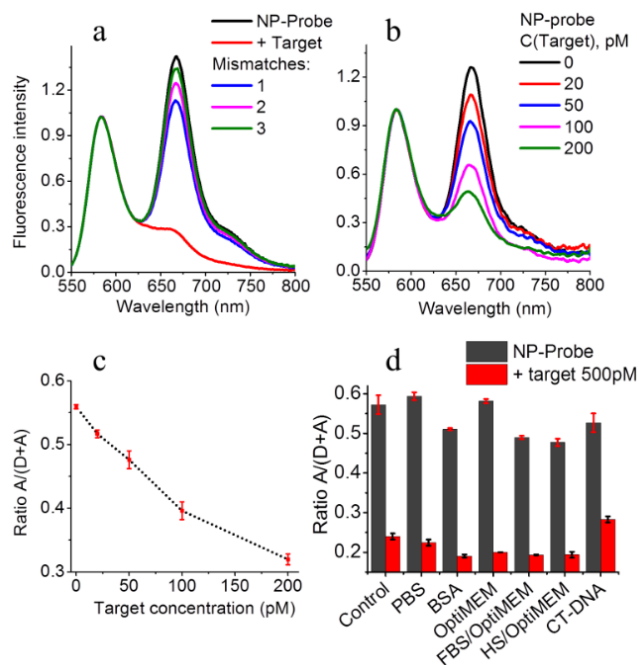 a
NP-Probe
+ Target
Mismatches:
1
2
3
Fluorescence intensity
1.2
0.9
0.6
0.3
0.0
550 600 650 700 750 800
Wavelength (nm)
b
NP-probe
C(Target), pM
0
20
50
100
200
1.2
0.9
0.6
0.3
0.0
550 600 650 700 750 800
Wavelength (nm)
c
Ratio A/(D+A)
0.6
0.5
0.4
0.3
0 50 100 150 200
Target concentration (pM)
d
NP-Probe
+ target 500pM
Ratio A/(D+A)
0.6
0.5
0.4
0.3
0.2
Control
PBS
BSA
OptiMEM
FBS/OptiMEM
HS/OptiMEM
CT-DNA